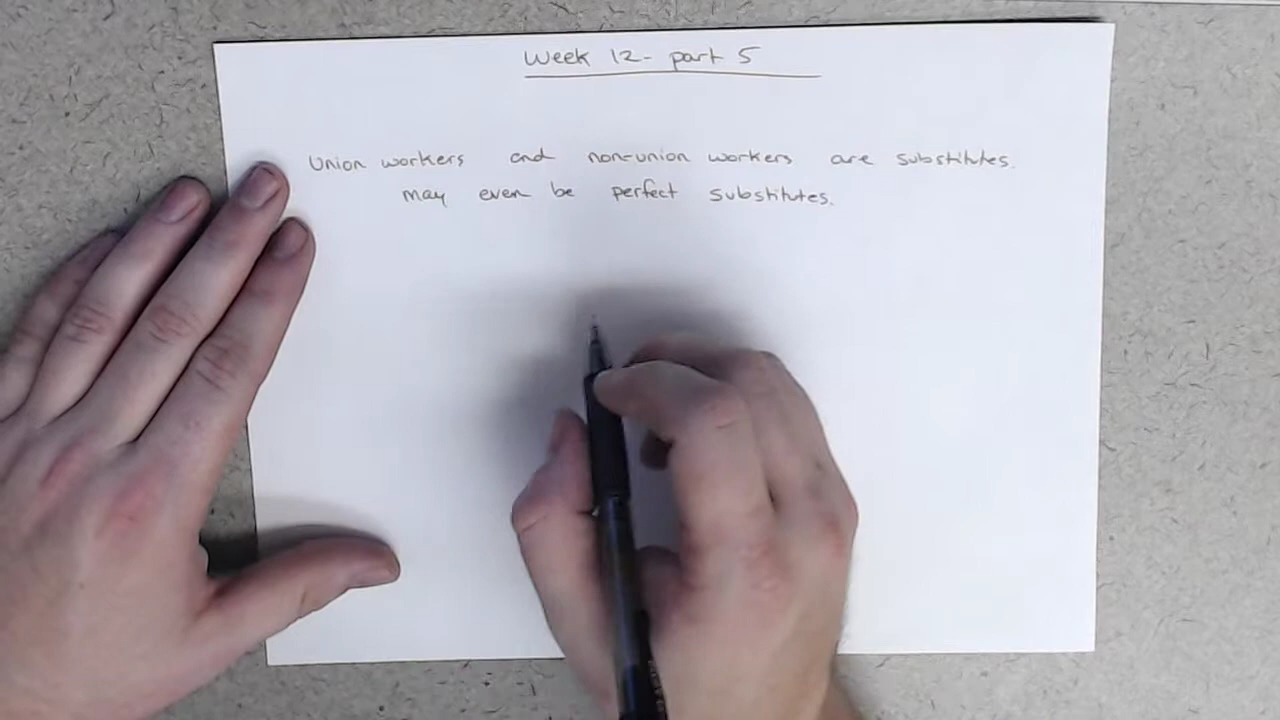 Week 12- part 5
Union workers and non-union workers are substitutes.
may even be perfect substitutes.